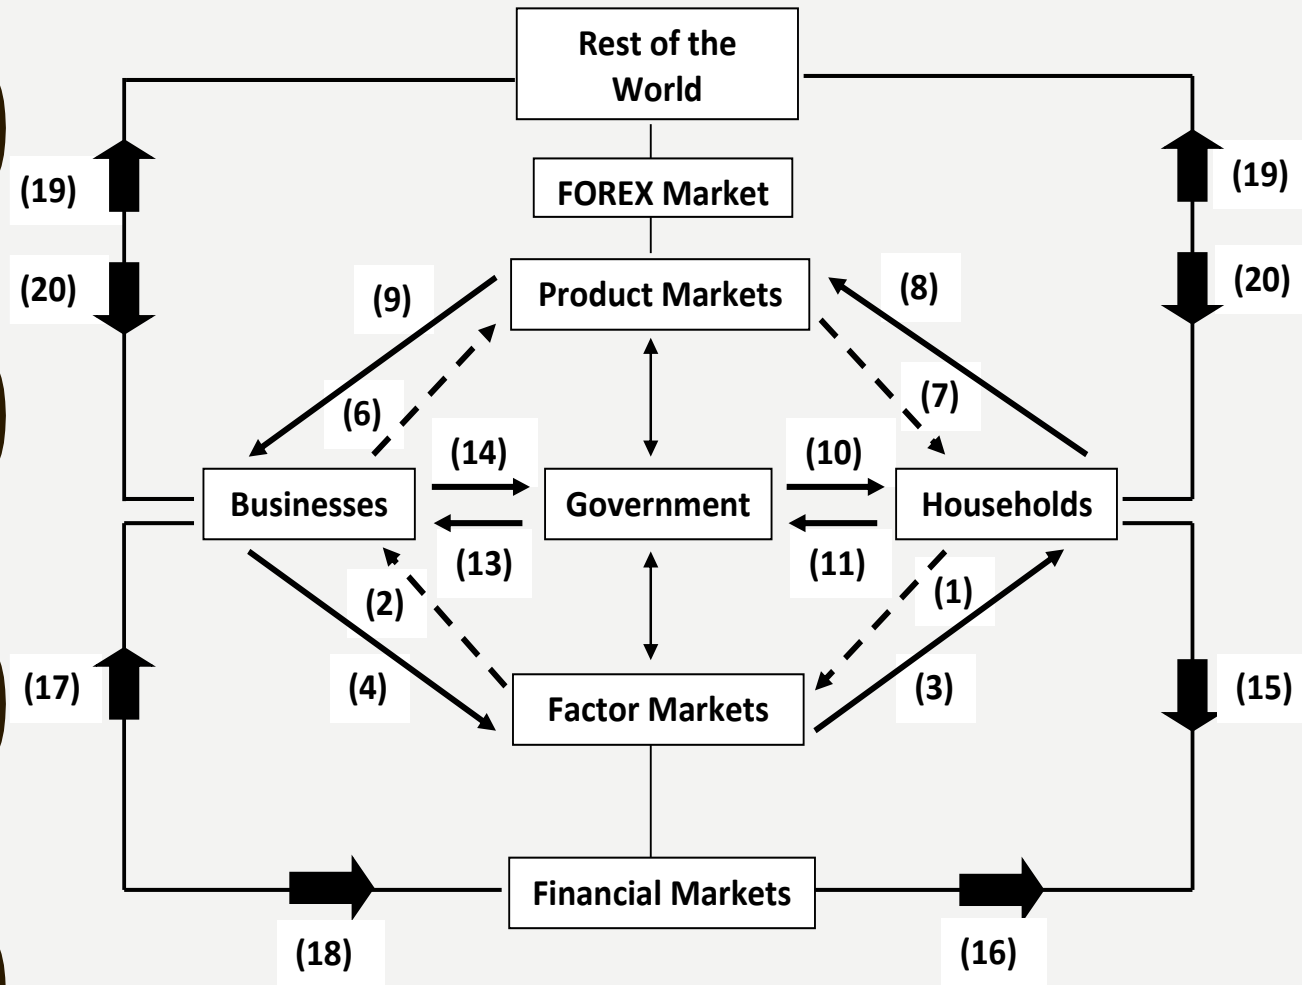 Rest of the
World
FOREX Market
(19)
(19)
(20)
(20)
(9)
Product Markets
(8)
(6)
(7)
(14)
(10)
Businesses
Government
Households
(13)
(11)
(2)
(1)
(17)
(4)
Factor Markets
(3)
(15)
Financial Markets
(18)
(16)